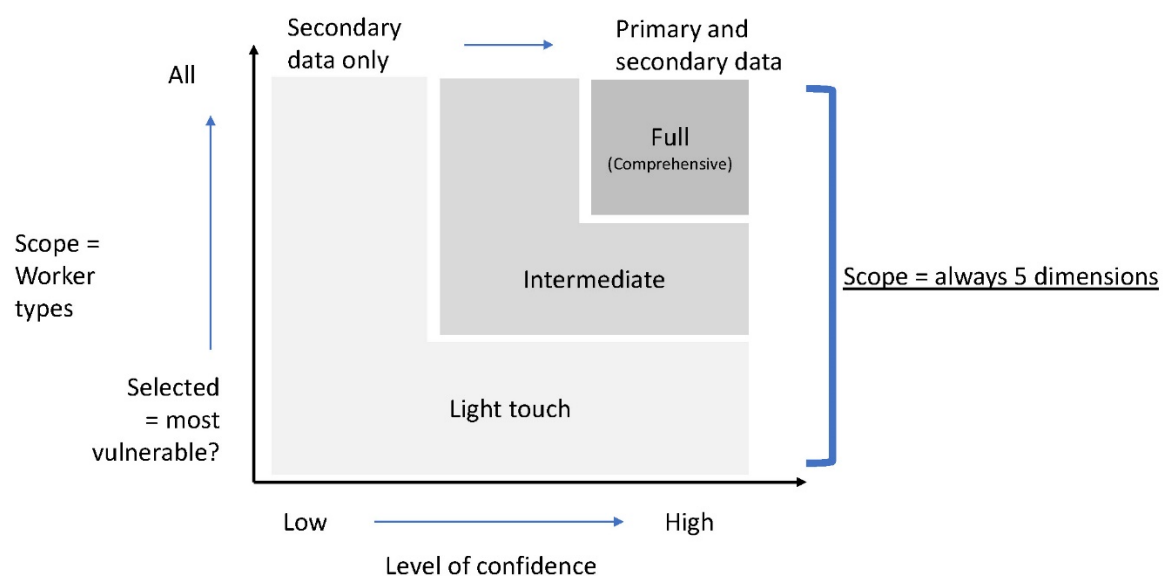 Secondary
data only
Primary and
secondary data
All
Full
(Comprehensive)
Scope =
Worker
types
Intermediate
Scope = always 5 dimensions
Selected
= most
vulnerable?
Light touch
Low
High
Level of confidence